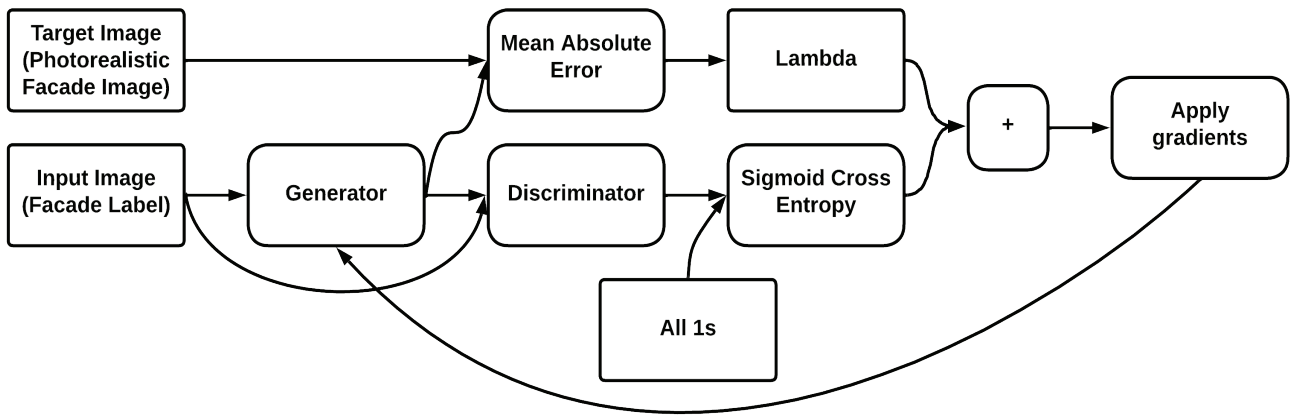 Target Image
(Photorealistic
Facade Image)
Mean Absolute
Error
Lambda
+
Apply
gradients
Input Image
(Facade Label)
Generator
Discriminator
Sigmoid Cross
Entropy
All 1s